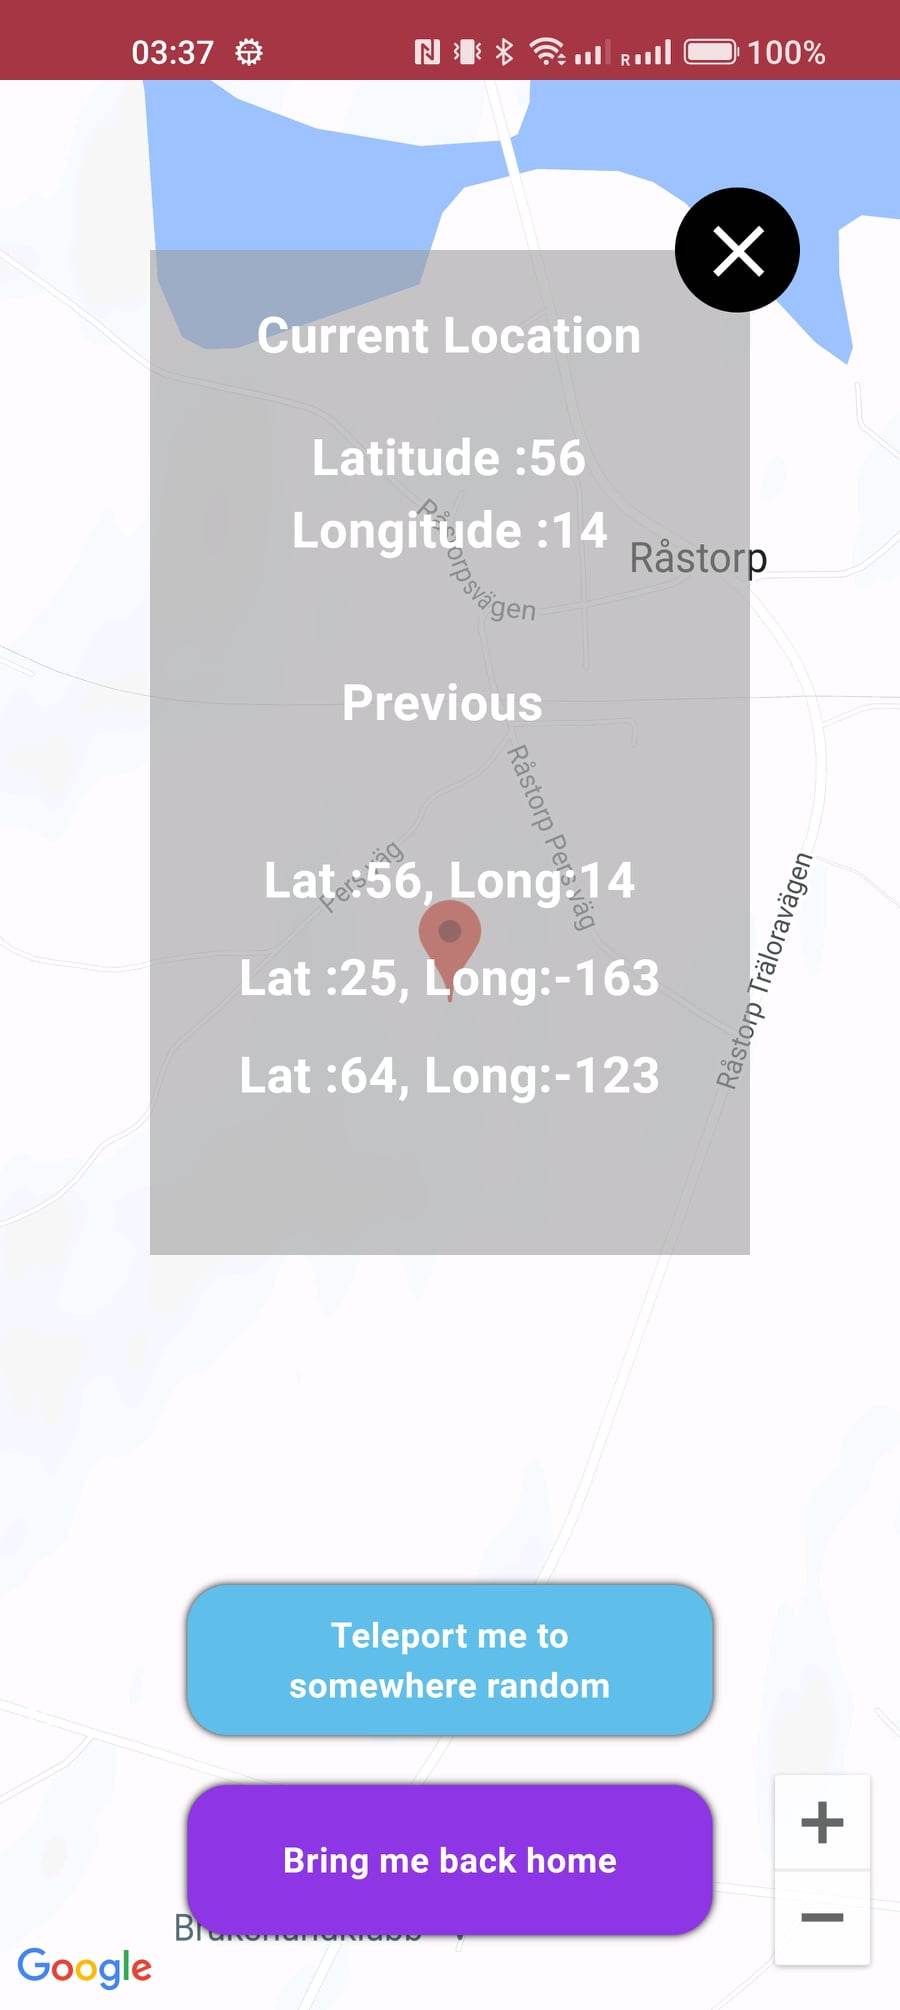 03:37
R
100%
Current Location
Latitude :56
Longitude :14
Råstorpsvägen
Råstorp
Previous
Råstorp Pers väg
Pers väg
Lat :56, Long:14
Lat :25, Long:-163
Råstorp Träloravägen
Lat :64, Long:-123
Teleport me to
somewhere random
Bring me back home
Brukshundklubb
Google